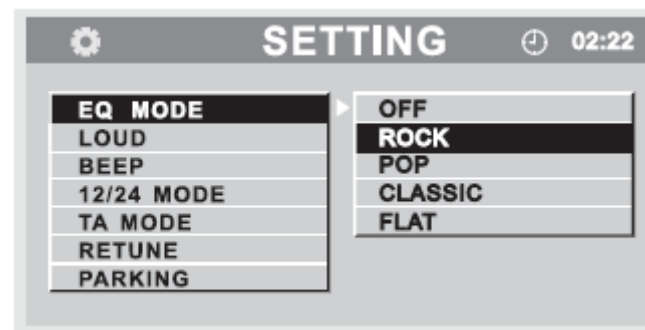 SETTING 02:22
EQ MODE
LOUD
BEEP
12/24 MODE
TA MODE
RETUNE
PARKING
OFF
ROCK
POP
CLASSIC
FLAT